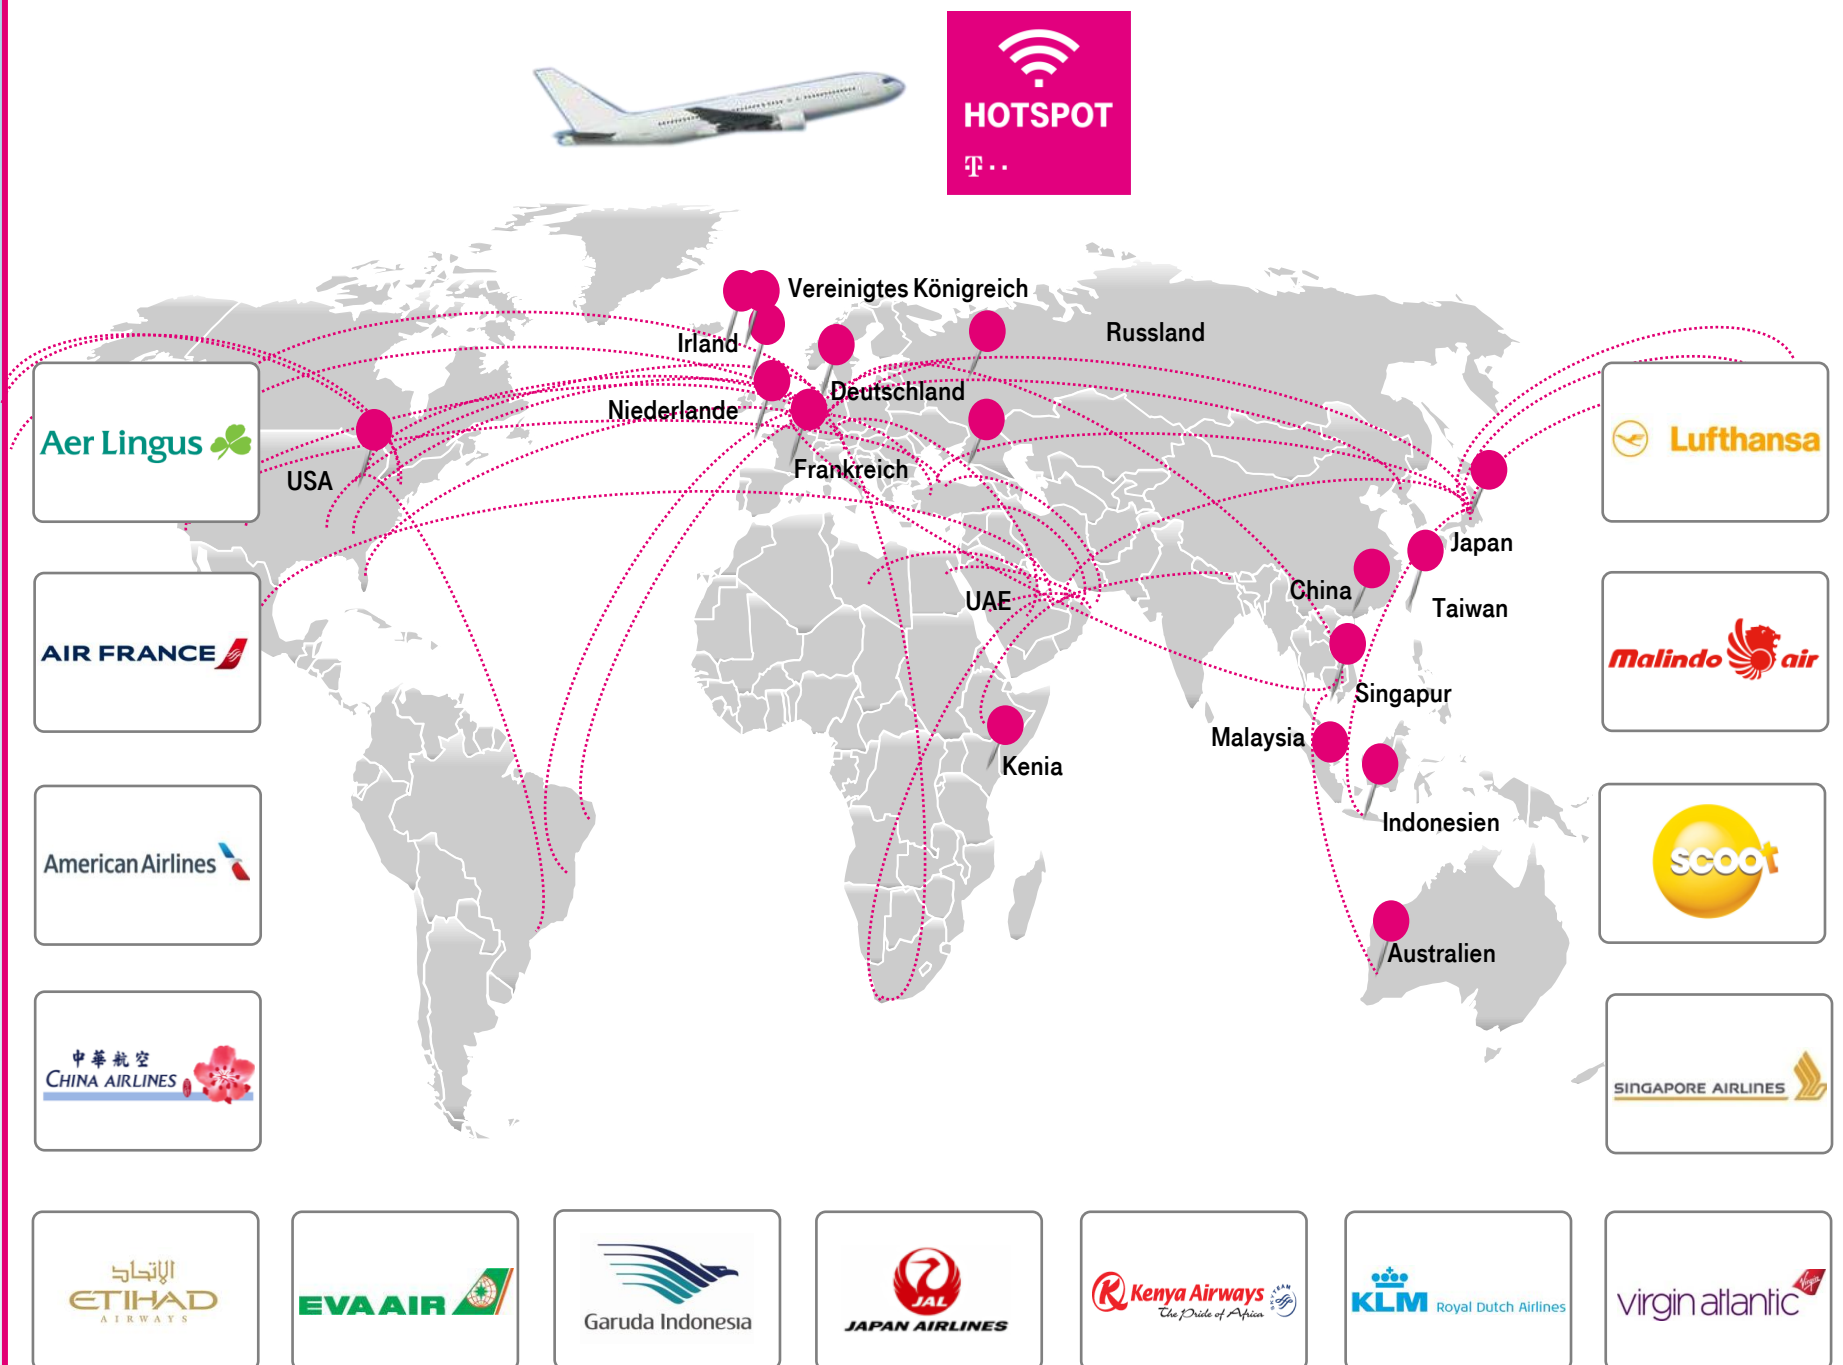 HOTSPOT
T
Vereinigtes Königreich
Russland
Irland
Deutschland
Niederlande
Frankreich
USA
Japan
China
UAE
Taiwan
Singapur
Malaysia
Kenia
Indonesien
Australien
Aer Lingus
Lufthansa
AIR FRANCE
Malindo air
American Airlines
scoot
中華航空
CHINA AIRLINES
SINGAPORE AIRLINES
الإتحاد
ETIHAD
AIRWAYS
EVA AIR
Garuda Indonesia
JAL
JAPAN AIRLINES
Kenya Airways
The Pride of Africa
SKYTEAM
KLM Royal Dutch Airlines
Virgin
virgin atlantic